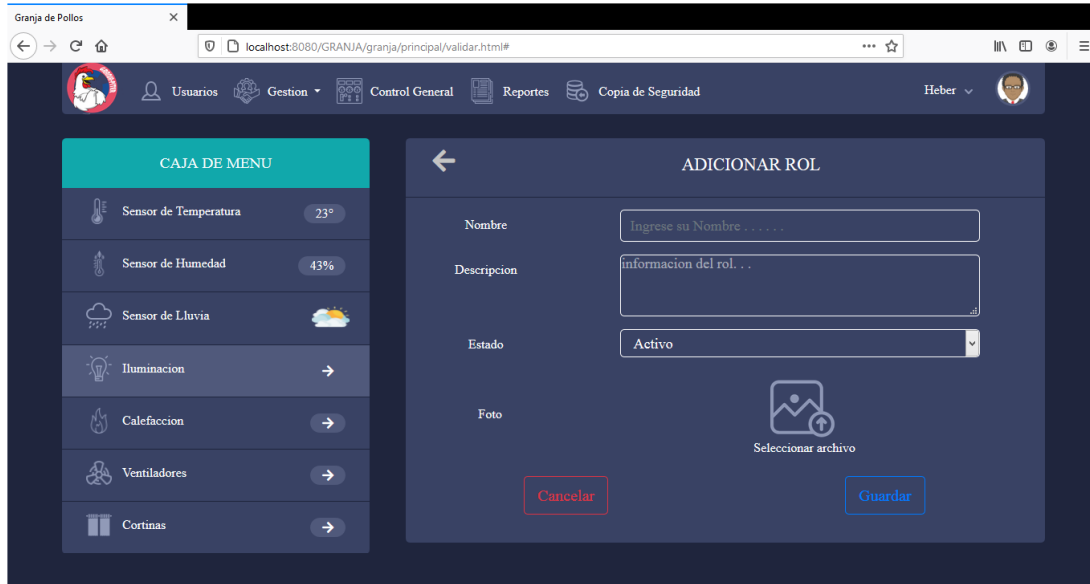 Granja de Pollos
localhost:8080/GRANJA/granja/principal/validar.html#
Usuarios Gestion Control General Reportes Copia de Seguridad Heber
CAJA DE MENU
Sensor de Temperatura 23°
Sensor de Humedad 43%
Sensor de Lluvia
Iluminacion
Calefaccion
Ventiladores
Cortinas
ADICIONAR ROL
Nombre Ingrese su Nombre . . . . . .
Descripcion informacion del rol. . .
Estado Activo
Foto
Seleccionar archivo
Cancelar Guardar